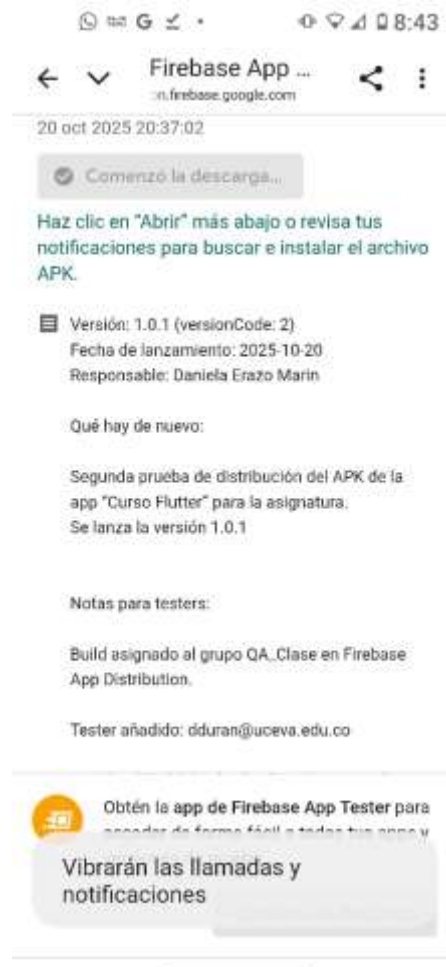 8:43
Firebase App ...
n.firebase.google.com
20 oct 2025 20:37:02
Comenzó la descarga...
Haz clic en "Abrir" más abajo o revisa tus
notificaciones para buscar e instalar el archivo
APK.
Versión: 1.0.1 (versionCode: 2)
Fecha de lanzamiento: 2025-10-20
Responsable: Daniela Erazo Marin
Qué hay de nuevo:
Segunda prueba de distribución del APK de la
app "Curso Flutter" para la asignatura.
Se lanza la versión 1.0.1
Notas para testers:
Build asignado al grupo QA_Clase en Firebase
App Distribution.
Tester añadido: dduran@uceva.edu.co
Obtén la app de Firebase App Tester para
Vibrarán las llamadas y
notificaciones